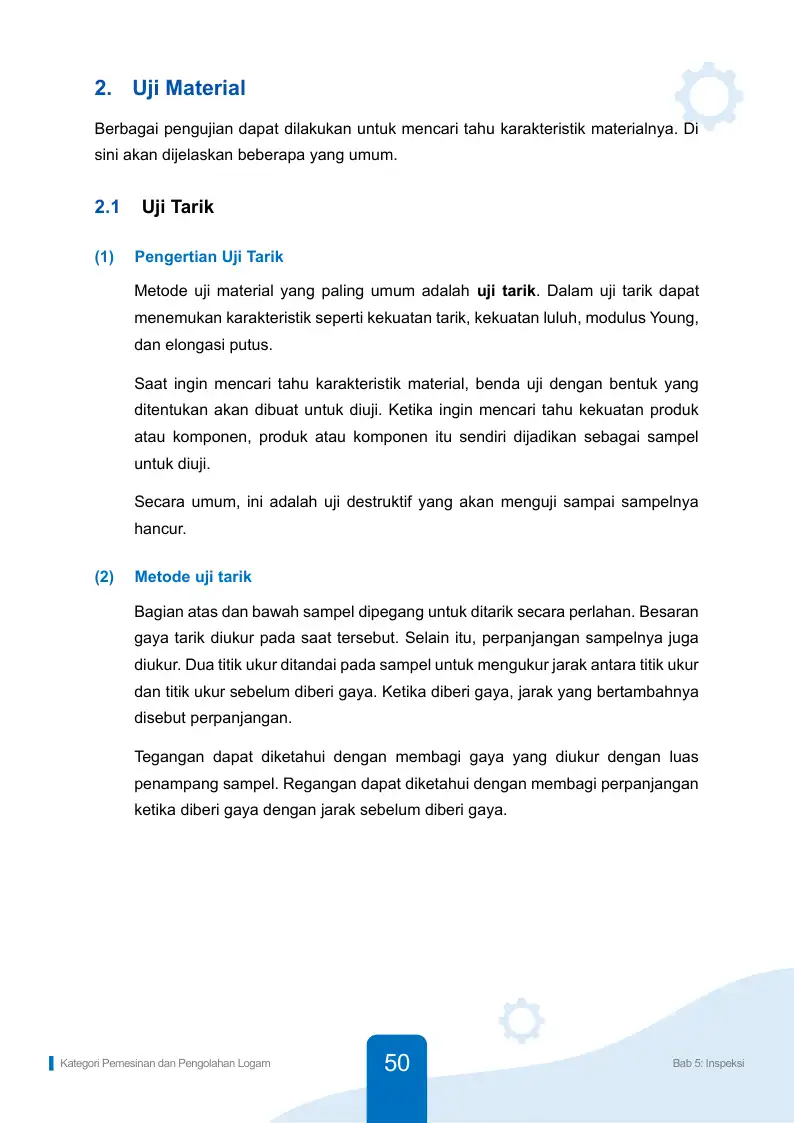 2. Uji Material
Berbagai pengujian dapat dilakukan untuk mencari tahu karakteristik materialnya. Di
sini akan dijelaskan beberapa yang umum.
2.1 Uji Tarik
(1) Pengertian Uji Tarik
Metode uji material yang paling umum adalah uji tarik. Dalam uji tarik dapat
menemukan karakteristik seperti kekuatan tarik, kekuatan luluh, modulus Young,
dan elongasi putus.
Saat ingin mencari tahu karakteristik material, benda uji dengan bentuk yang
ditentukan akan dibuat untuk diuji. Ketika ingin mencari tahu kekuatan produk
atau komponen, produk atau komponen itu sendiri dijadikan sebagai sampel
untuk diuji.
Secara umum, ini adalah uji destruktif yang akan menguji sampai sampelnya
hancur.
(2) Metode uji tarik
Bagian atas dan bawah sampel dipegang untuk ditarik secara perlahan. Besaran
gaya tarik diukur pada saat tersebut. Selain itu, perpanjangan sampelnya juga
diukur. Dua titik ukur ditandai pada sampel untuk mengukur jarak antara titik ukur
dan titik ukur sebelum diberi gaya. Ketika diberi gaya, jarak yang bertambahnya
disebut perpanjangan.
Tegangan dapat diketahui dengan membagi gaya yang diukur dengan luas
penampang sampel. Regangan dapat diketahui dengan membagi perpanjangan
ketika diberi gaya dengan jarak sebelum diberi gaya.
Kategori Pemesinan dan Pengolahan Logam
50
Bab 5: Inspeksi